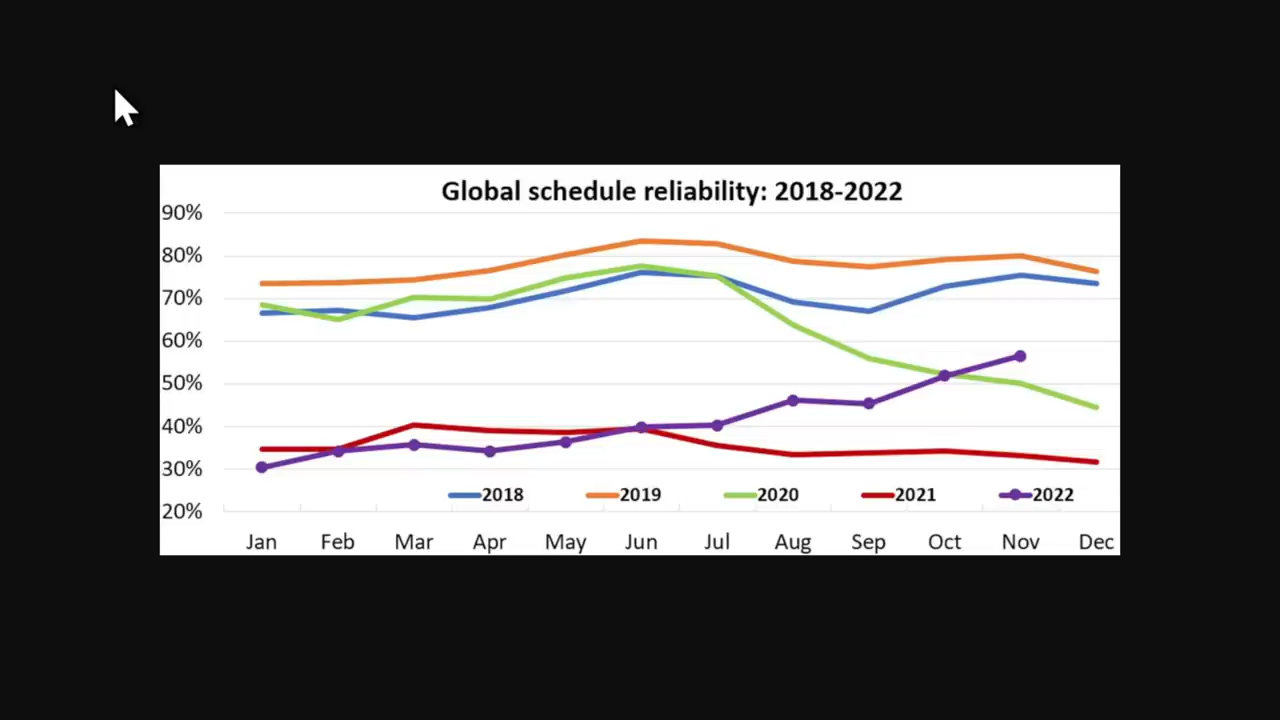 Global schedule reliability: 2018-2022
90%
80%
70%
60%
50%
40%
30%
20%
2018 2019 2020 2021 2022
Jan Feb Mar Apr May Jun Jul Aug Sep Oct Nov Dec